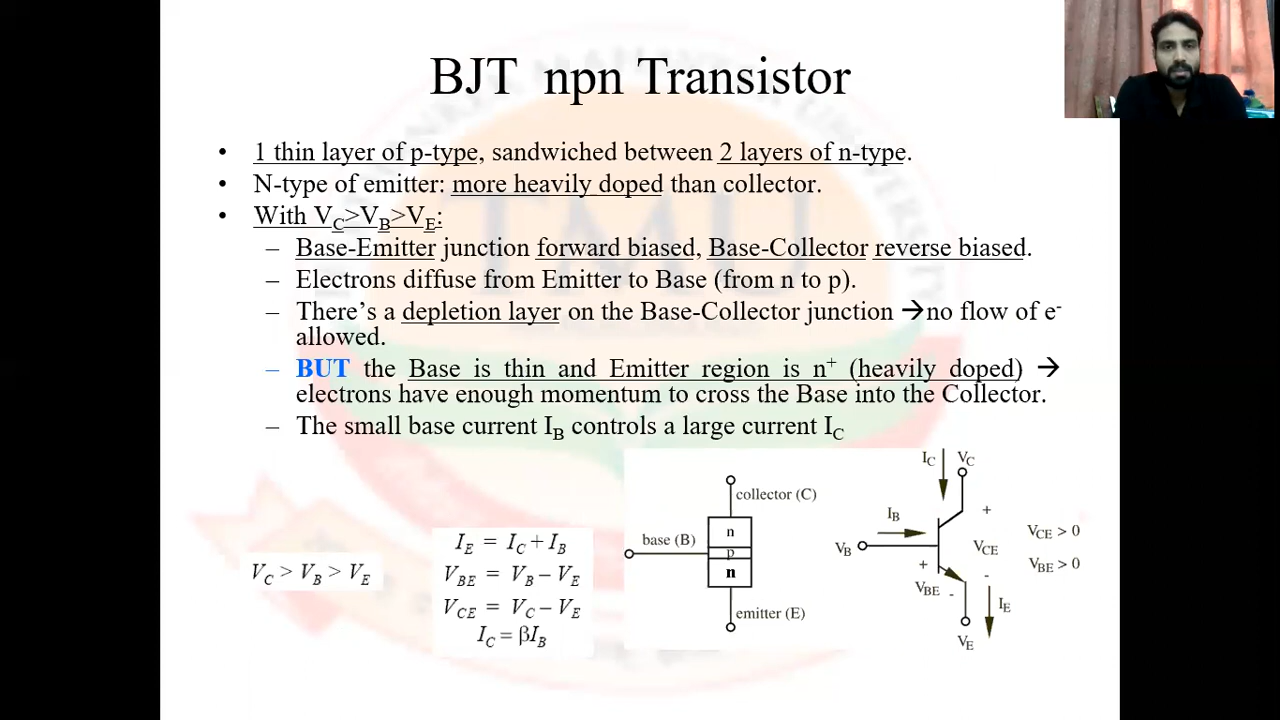 BJT npn Transistor
• 1 thin layer of p-type, sandwiched between 2 layers of n-type.
• N-type of emitter: more heavily doped than collector.
• With VC>VB>VE:
– Base-Emitter junction forward biased, Base-Collector reverse biased.
– Electrons diffuse from Emitter to Base (from n to p).
– There’s a depletion layer on the Base-Collector junction →no flow of e-
allowed.
– BUT the Base is thin and Emitter region is n+ (heavily doped) →
electrons have enough momentum to cross the Base into the Collector.
– The small base current IB controls a large current IC
VC > VB > VE
IE = IC + IB
VBE = VB – VE
VCE = VC – VE
IC = βIB
collector (C)
n
base (B)
p
n
emitter (E)
IC VC
IB
+
VB
VCE
+
VBE
-
-
IE
VE
VCE > 0
VBE > 0
TMU